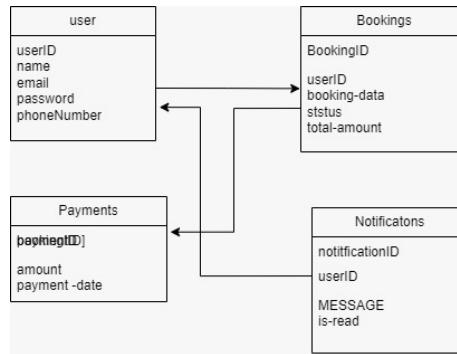 user
userID
name
email
password
phoneNumber
Bookings
BookingID
userID
booking-data
ststus
total-amount
Payments
amount
payment -date
Notificatons
notitficationID
userID
MESSAGE
is-read